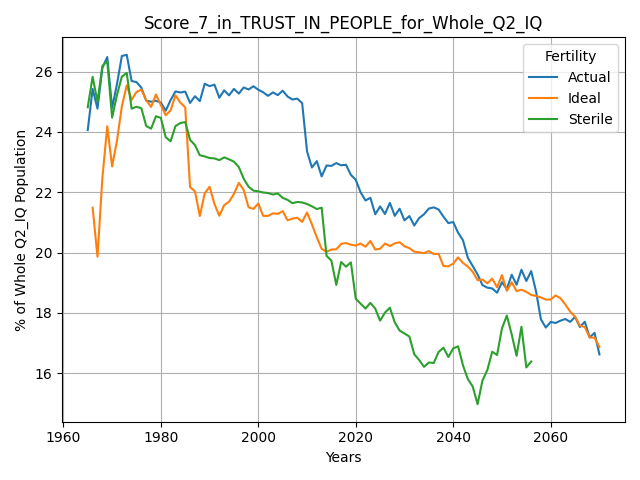 Score_7_in_TRUST_IN_PEOPLE_for_Whole_Q2_IQ
% of Whole Q2_IQ Population
26
24
22
20
18
16
Fertility
Actual
Ideal
Sterile
1960
1980
2000
2020
2040
2060
Years